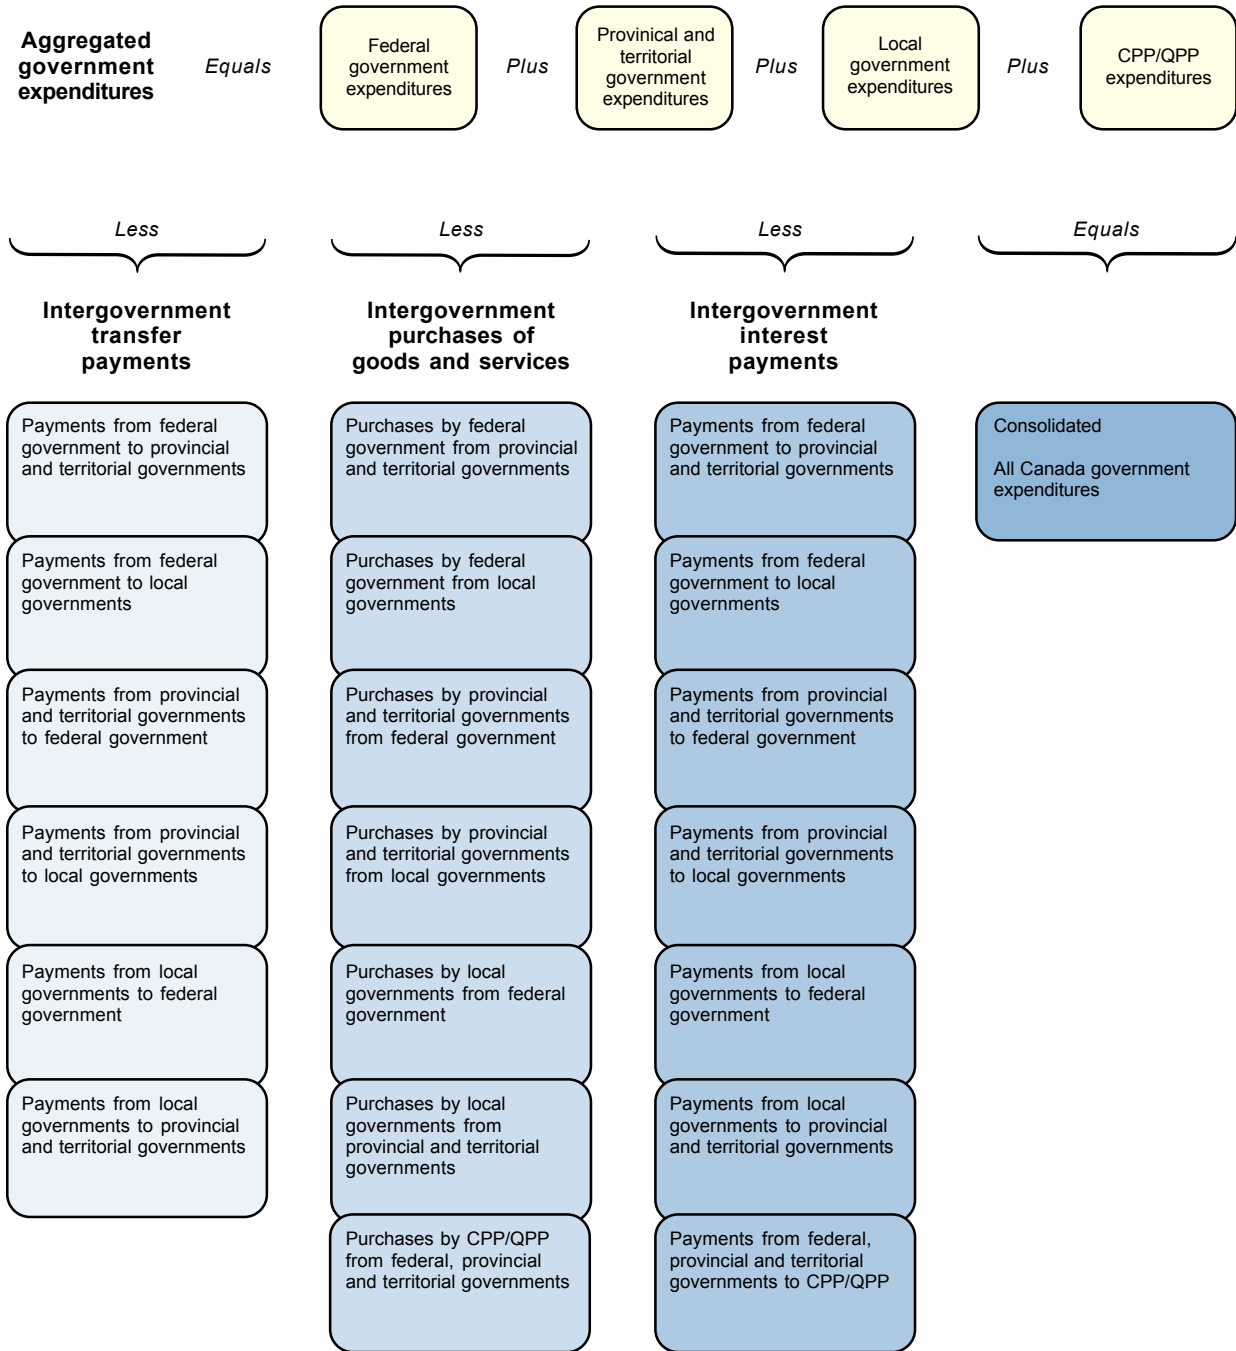 Aggregated
government
expenditures
Equals
Federal
government
expenditures
Plus
Provinical and
territorial
government
expenditures
Plus
Local
government
expenditures
Plus
CPP/QPP
expenditures
Less
Less
Less
Equals
Intergovernment
transfer
payments
Intergovernment
purchases of
goods and services
Intergovernment
interest
payments
Payments from federal
government to provincial
and territorial governments
Payments from federal
government to local
governments
Payments from provincial
and territorial governments
to federal government
Payments from provincial
and territorial governments
to local governments
Payments from local
governments to federal
government
Payments from local
governments to provincial
and territorial governments
Purchases by federal
government from provincial
and territorial governments
Purchases by federal
government from local
governments
Purchases by provincial
and territorial governments
from federal government
Purchases by provincial
and territorial governments
from local governments
Purchases by local
governments from federal
government
Purchases by local
governments from
provincial and territorial
governments
Purchases by CPP/QPP
from federal, provincial
and territorial governments
Payments from federal
government to provincial
and territorial governments
Payments from federal
government to local
governments
Payments from provincial
and territorial governments
to federal government
Payments from provincial
and territorial governments
to local governments
Payments from local
governments to federal
government
Payments from local
governments to provincial
and territorial governments
Payments from federal,
provincial and territorial
governments to CPP/QPP
Consolidated
All Canada government
expenditures